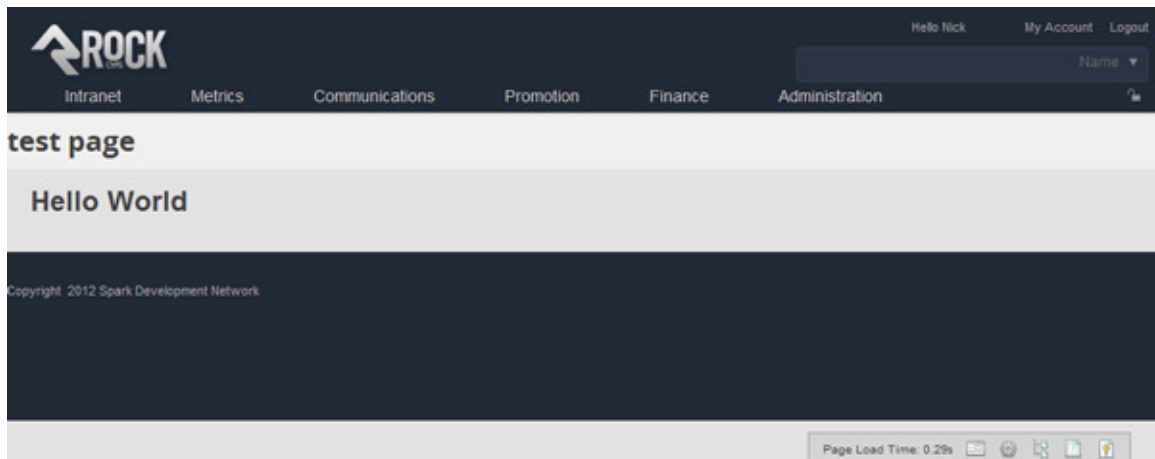 Hello Nick My Account Logout
ROCK
Name
Intranet Metrics Communications Promotion Finance Administration
test page
Hello World
Copyright 2012 Spark Development Network
Page Load Time: 0.29s